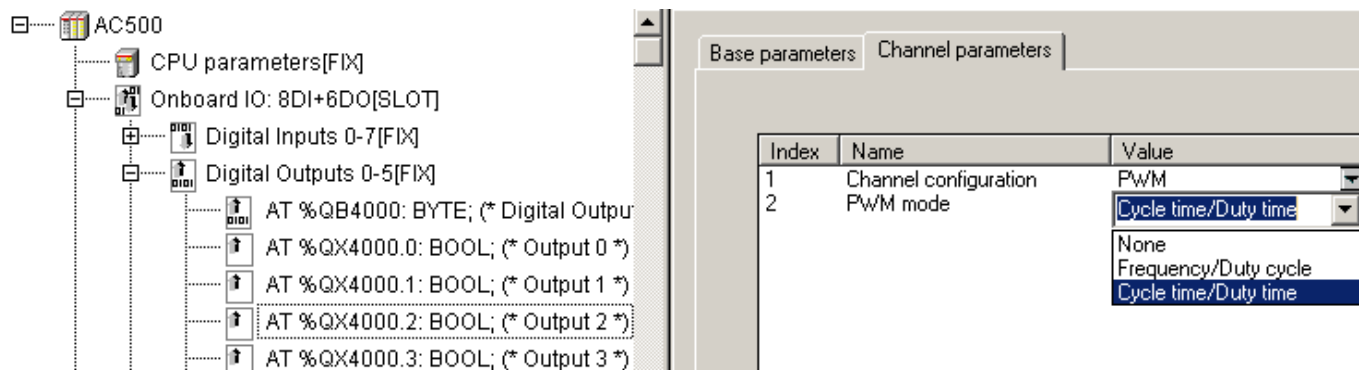 AC500
CPU parameters[FIX]
Onboard IO: 8DI+6DO[SLOT]
Digital Inputs 0-7[FIX]
Digital Outputs 0-5[FIX]
AT %QB4000: BYTE; (* Digital Outpu
AT %QX4000.0: BOOL; (* Output 0 *)
AT %QX4000.1: BOOL; (* Output 1 *)
AT %QX4000.2: BOOL; (* Output 2 *)
AT %QX4000.3: BOOL; (* Output 3 *)
Base parameters Channel parameters
Index Name Value
1 Channel configuration PWM
2 PWM mode Cycle time/Duty time
None
Frequency/Duty cycle
Cycle time/Duty time